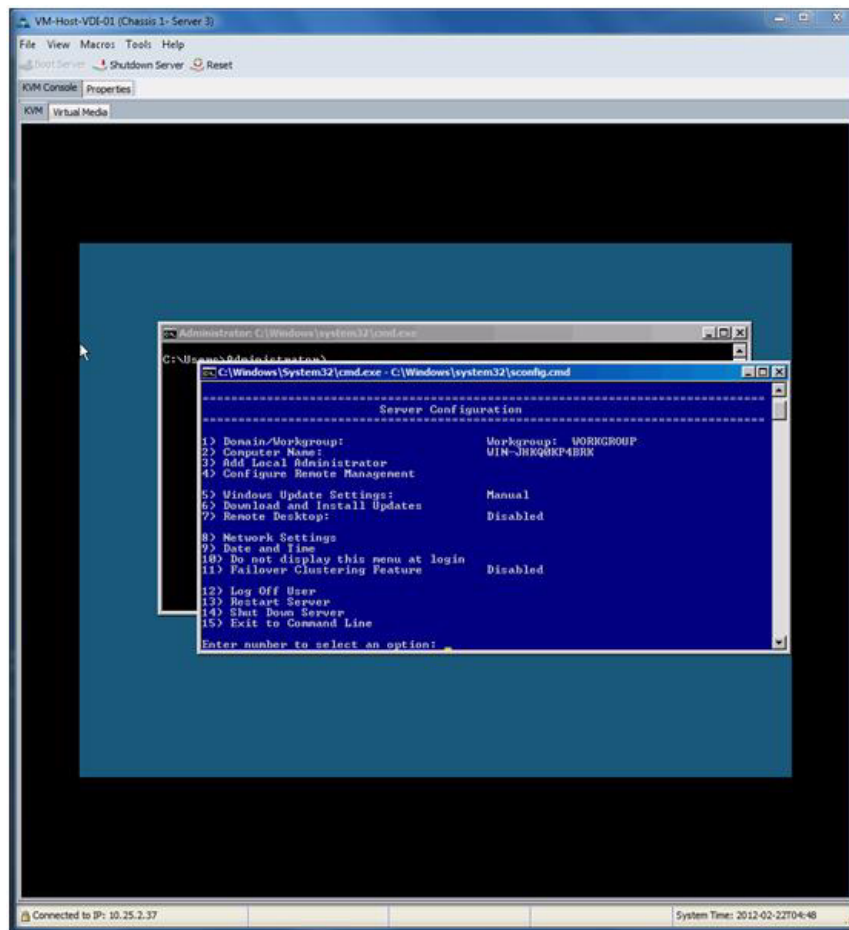 VM-Host-VDI-01 (Chassis 1- Server 3)
File View Macros Tools Help
Boot Server Shutdown Server Reset
KVM Console Properties
KVM Virtual Media
Administrator: C:\Windows\system32\cmd.exe
C:\Users\Administrator>
C:\Windows\System32\cmd.exe - C:\Windows\system32\sconfig.cmd
===============================================================================
Server Configuration
===============================================================================
1) Domain/Workgroup: Workgroup: WORKGROUP
2) Computer Name: WIN-JHKQ0KP4BRK
3) Add Local Administrator
4) Configure Remote Management
5) Windows Update Settings: Manual
6) Download and Install Updates
7) Remote Desktop: Disabled
8) Network Settings
9) Date and Time
10) Do not display this menu at login
11) Failover Clustering Feature Disabled
12) Log Off User
13) Restart Server
14) Shut Down Server
15) Exit to Command Line
Enter number to select an option: _
Connected to IP: 10.25.2.37 System Time: 2012-02-22T04:48